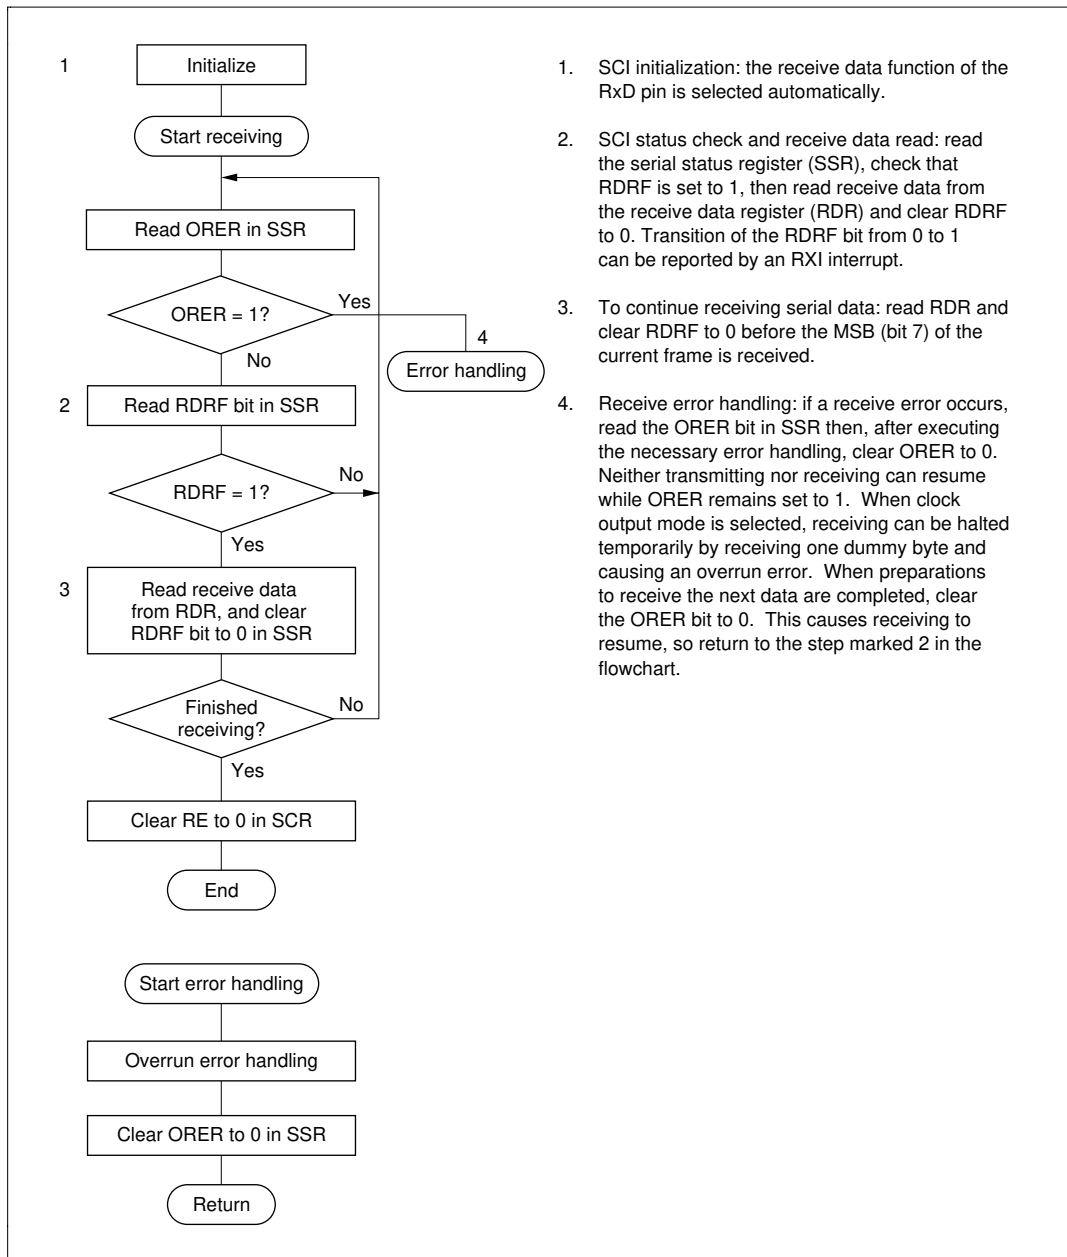 1
Initialize
Start receiving
Read ORER in SSR
ORER = 1?
Yes
No
4
Error handling
2
Read RDRF bit in SSR
RDRF = 1?
No
Yes
3
Read receive data
from RDR, and clear
RDRF bit to 0 in SSR
Finished
receiving?
No
Yes
Clear RE to 0 in SCR
End
Start error handling
Overrun error handling
Clear ORER to 0 in SSR
Return
1. SCI initialization: the receive data function of the
RxD pin is selected automatically.
2. SCI status check and receive data read: read
the serial status register (SSR), check that
RDRF is set to 1, then read receive data from
the receive data register (RDR) and clear RDRF
to 0. Transition of the RDRF bit from 0 to 1
can be reported by an RXI interrupt.
3. To continue receiving serial data: read RDR and
clear RDRF to 0 before the MSB (bit 7) of the
current frame is received.
4. Receive error handling: if a receive error occurs,
read the ORER bit in SSR then, after executing
the necessary error handling, clear ORER to 0.
Neither transmitting nor receiving can resume
while ORER remains set to 1. When clock
output mode is selected, receiving can be halted
temporarily by receiving one dummy byte and
causing an overrun error. When preparations
to receive the next data are completed, clear
the ORER bit to 0. This causes receiving to
resume, so return to the step marked 2 in the
flowchart.